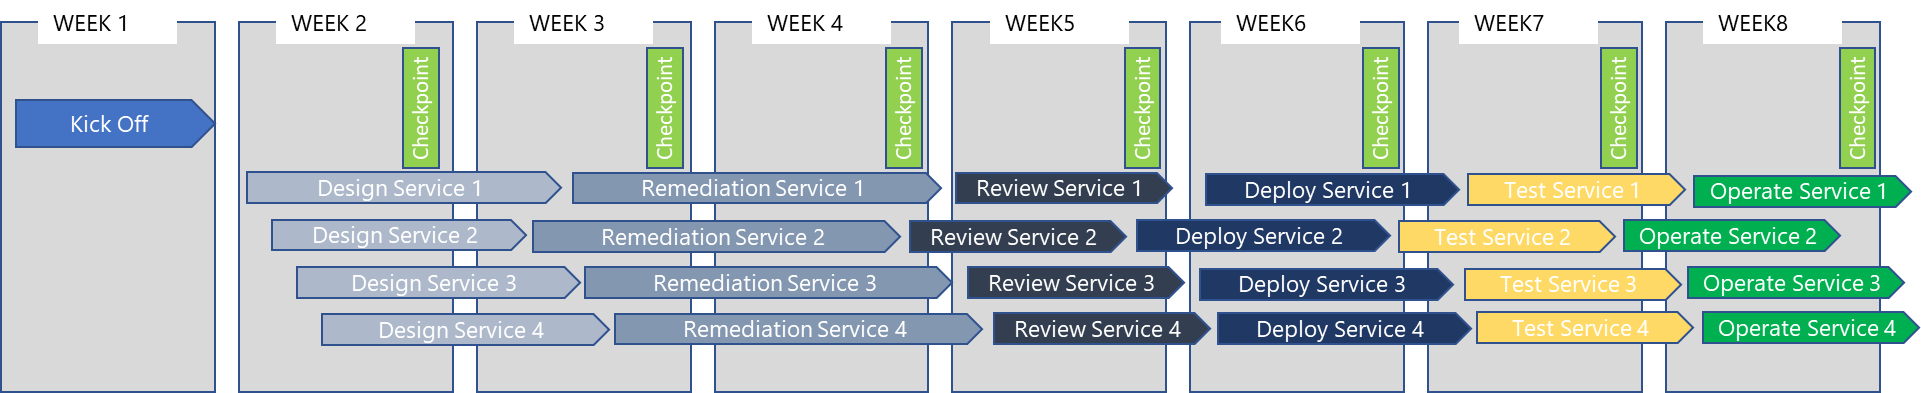 WEEK 1
WEEK 2
WEEK 3
WEEK 4
WEEK5
WEEK6
WEEK7
WEEK8
Checkpoint
Checkpoint
Checkpoint
Checkpoint
Checkpoint
Checkpoint
Checkpoint
Kick Off
Design Service 1
Remediation Service 1
Review Service 1
Deploy Service 1
Test Service 1
Operate Service 1
Design Service 2
Remediation Service 2
Review Service 2
Deploy Service 2
Test Service 2
Operate Service 2
Design Service 3
Remediation Service 3
Review Service 3
Deploy Service 3
Test Service 3
Operate Service 3
Design Service 4
Remediation Service 4
Review Service 4
Deploy Service 4
Test Service 4
Operate Service 4